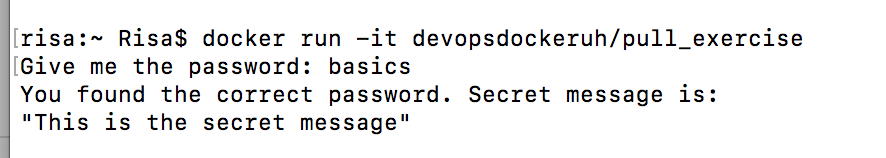 [risa:~ Risa$ docker run -it devopsdockeruh/pull_exercise
[Give me the password: basics
You found the correct password. Secret message is:
"This is the secret message"